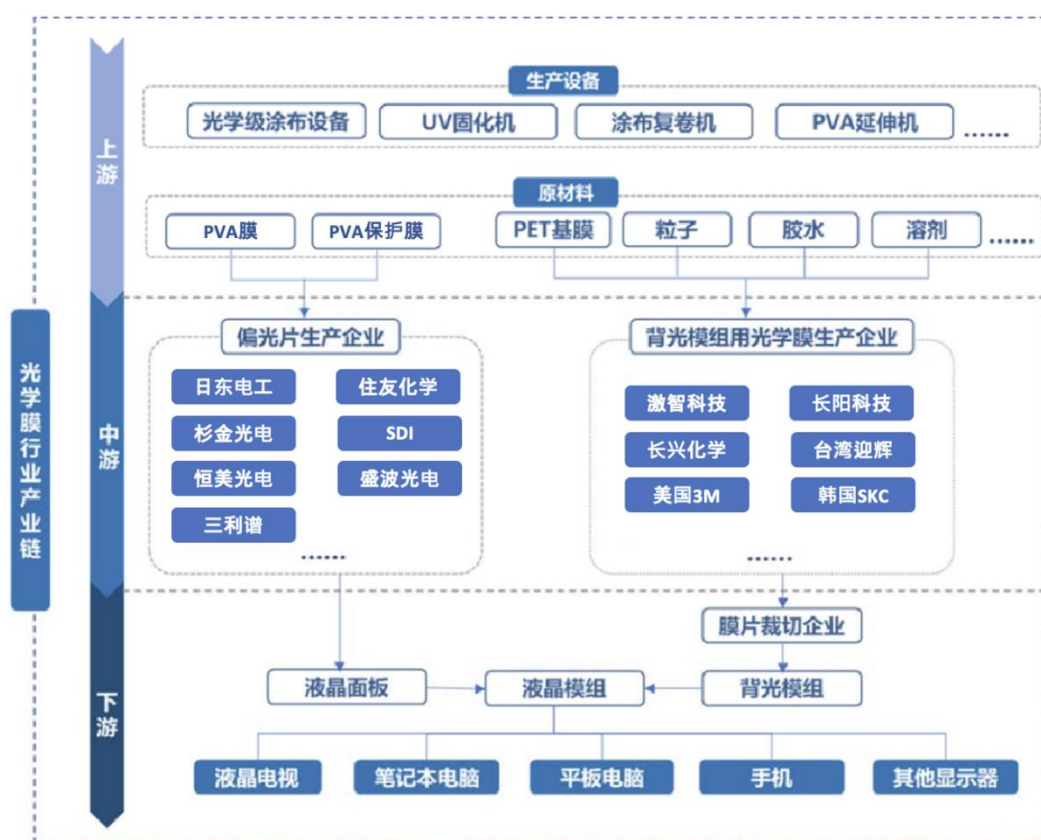 生产设备
光学级涂布设备
UV固化机
涂布复卷机
PVA延伸机
......
上游
原材料
PVA膜
PVA保护膜
PET基膜
粒子
胶水
溶剂
......
光学膜行业产业链
中游
偏光片生产企业
日东电工
住友化学
杉金光电
SDI
恒美光电
盛波光电
三利谱
......
背光模组用光学膜生产企业
激智科技
长阳科技
长兴化学
台湾迎辉
美国3M
韩国SKC
......
下游
膜片裁切企业
液晶面板
液晶模组
背光模组
液晶电视
笔记本电脑
平板电脑
手机
其他显示器